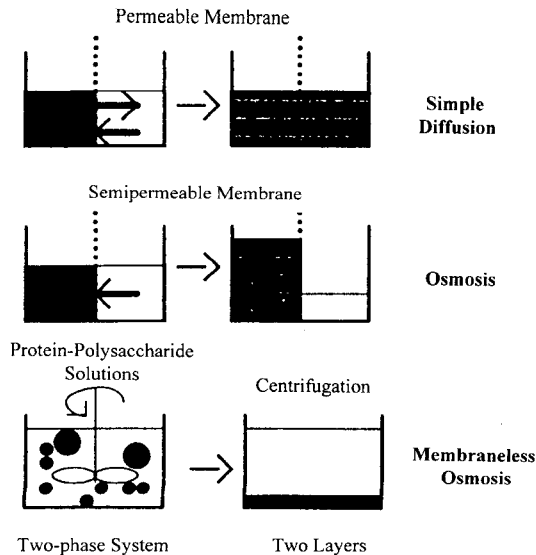 Permeable Membrane
Simple
Diffusion
Semipermeable Membrane
Osmosis
Protein-Polysaccharide
Solutions
Centrifugation
Membraneless
Osmosis
Two-phase System
Two Layers